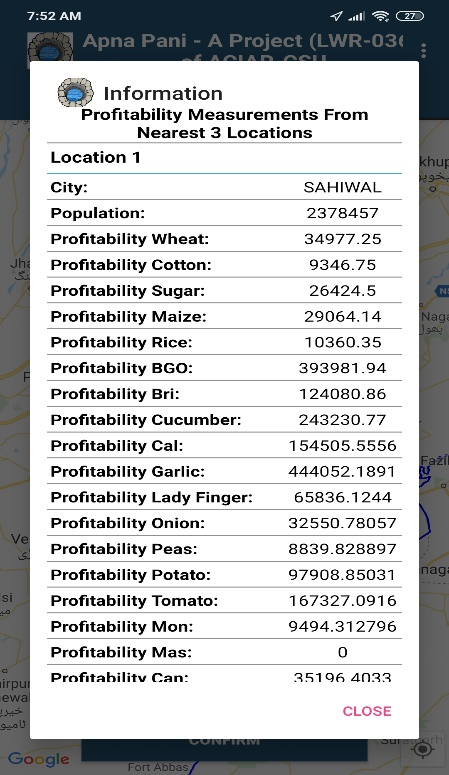 7:52 AM 27
Apna Pani - A Project (LWR-036
of ACIAR-CSU
Information
Profitability Measurements From
Nearest 3 Locations
Location 1
City: SAHIWAL
Population: 2378457
Profitability Wheat: 34977.25
Profitability Cotton: 9346.75
Profitability Sugar: 26424.5
Profitability Maize: 29064.14
Profitability Rice: 10360.35
Profitability BGO: 393981.94
Profitability Bri: 124080.86
Profitability Cucumber: 243230.77
Profitability Cal: 154505.5556
Profitability Garlic: 444052.1891
Profitability Lady Finger: 65836.1244
Profitability Onion: 32550.78057
Profitability Peas: 8839.828897
Profitability Potato: 97908.85031
Profitability Tomato: 167327.0916
Profitability Mon: 9494.312796
Profitability Mas: 0
Profitability Can: 35196.4033
CLOSE
CONFIRM
Google
Fort Abbas